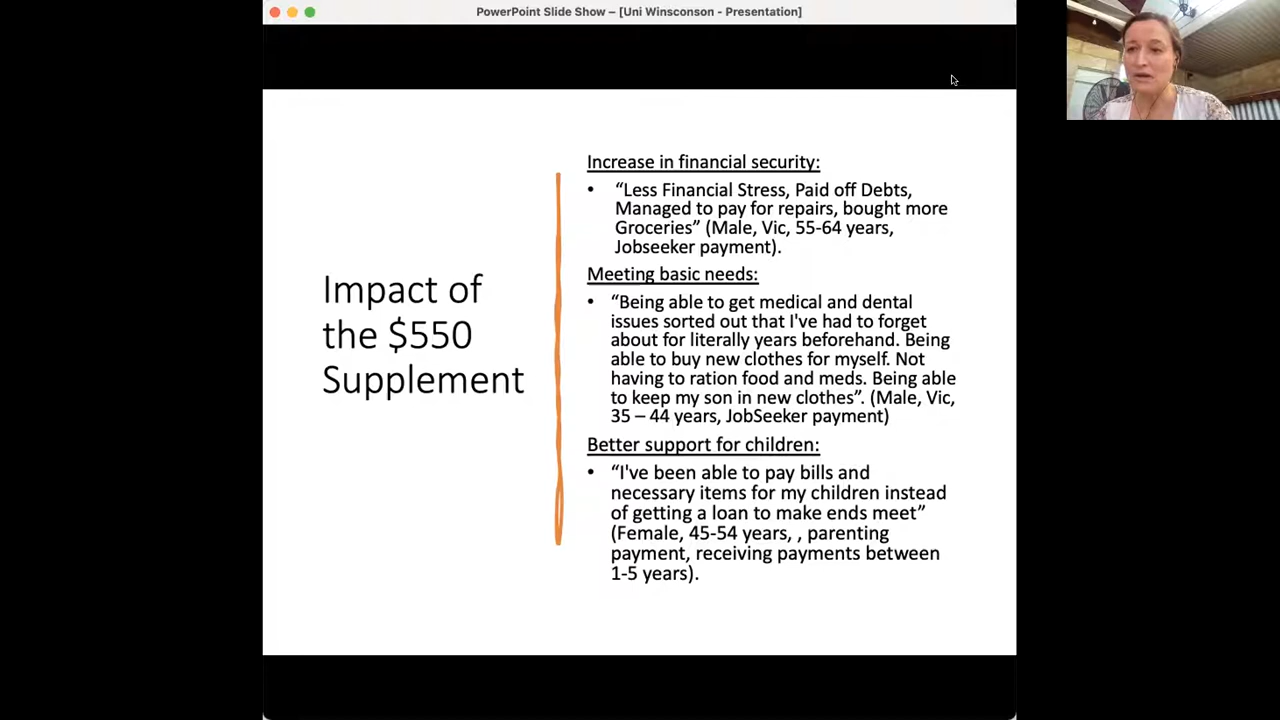 PowerPoint Slide Show – [Uni Winsconson - Presentation]
Impact of
the $550
Supplement
Increase in financial security:
• “Less Financial Stress, Paid off Debts,
Managed to pay for repairs, bought more
Groceries” (Male, Vic, 55-64 years,
Jobseeker payment).
Meeting basic needs:
• “Being able to get medical and dental
issues sorted out that I've had to forget
about for literally years beforehand. Being
able to buy new clothes for myself. Not
having to ration food and meds. Being able
to keep my son in new clothes”. (Male, Vic,
35 – 44 years, JobSeeker payment)
Better support for children:
• “I've been able to pay bills and
necessary items for my children instead
of getting a loan to make ends meet”
(Female, 45-54 years, , parenting
payment, receiving payments between
1-5 years).